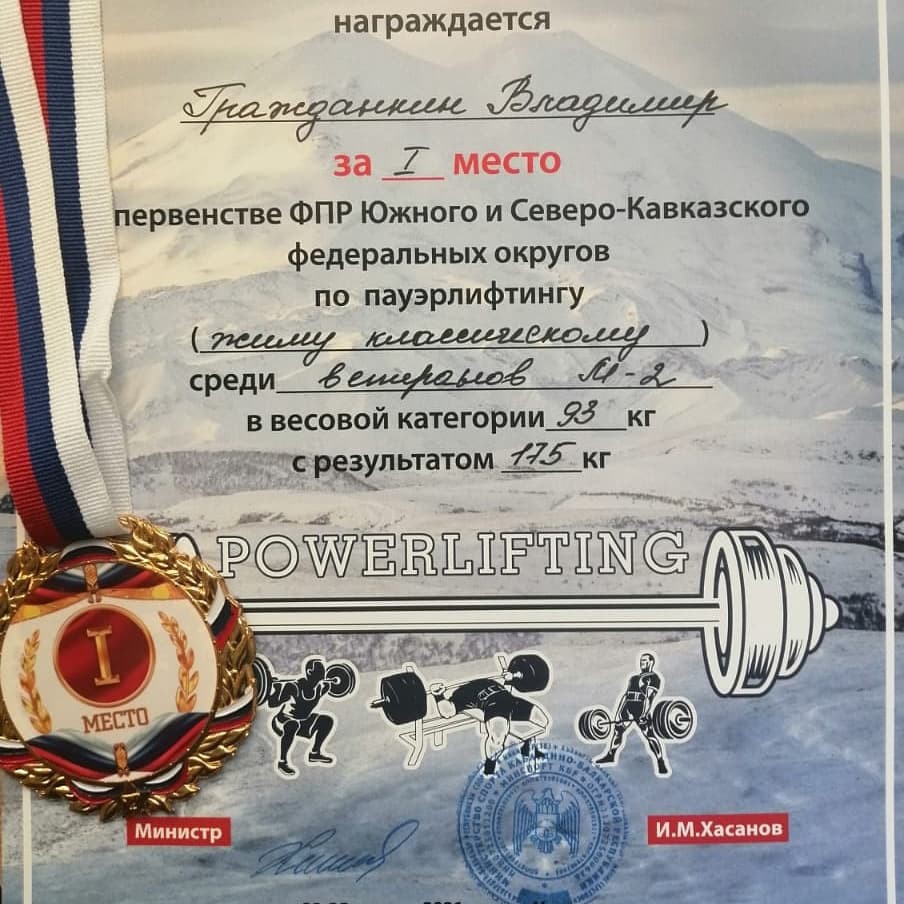 награждается
Гражданкин Владимир
за I место
первенстве ФПР Южного и Северо-Кавказского
федеральных округов
по пауэрлифтингу
( жиму классическому )
среди ветеранов М-2
в весовой категории 93 кг
с результатом 175 кг
POWERLIFTING
I
МЕСТО
Министр
И.М.Хасанов